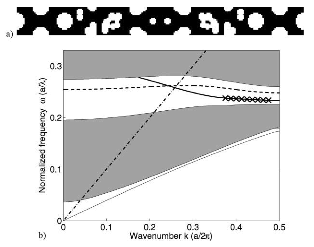 a)
0.3
0.2
0.1
0
0
0.1
0.2
0.3
0.4
0.5
Normalized frequency ω (a/λ)
Wavenumber k (a/2π)
b)